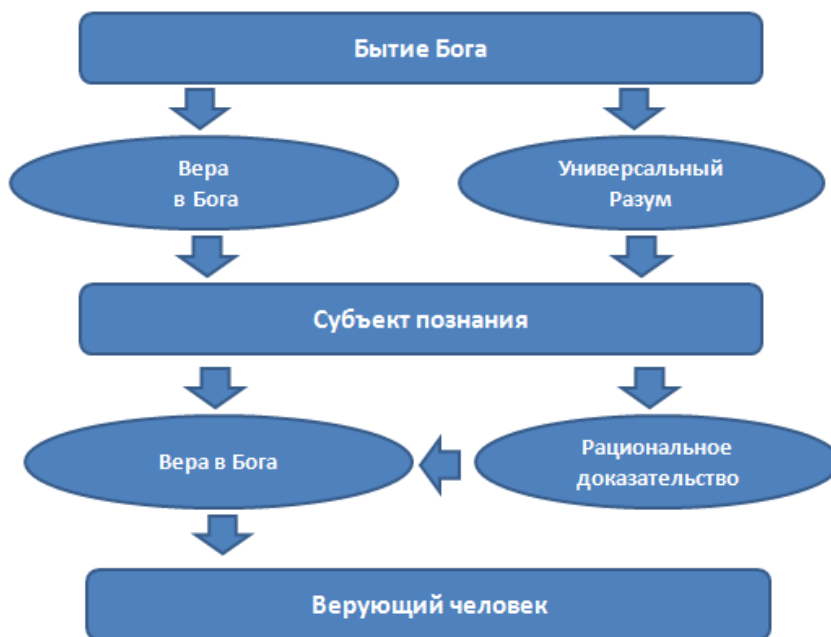 Бытие Бога
Вера
в Бога
Универсальный
Разум
Субъект познания
Вера в Бога
Рациональное
доказательство
Верующий человек